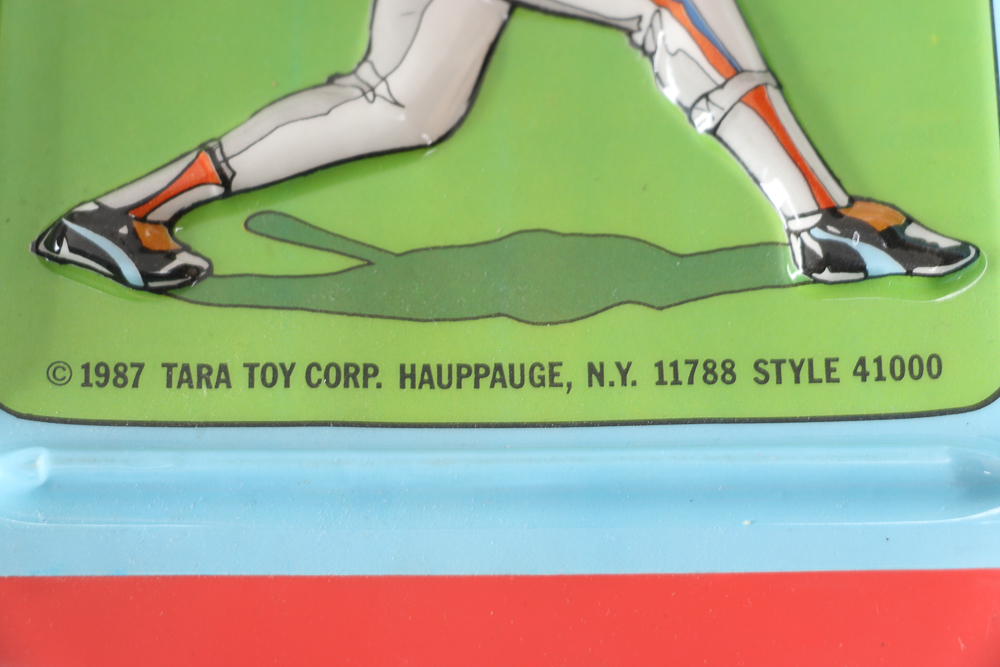 ©1987 TARA TOY CORP. HAUPPAUGE, N.Y. 11788 STYLE 41000